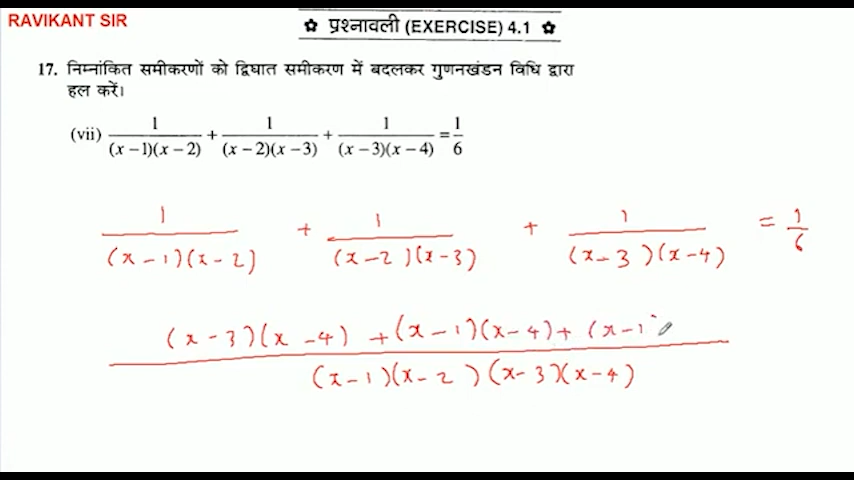 RAVIKANT SIR
✿ प्रश्नावली (EXERCISE) 4.1 ✿
17. निम्नांकित समीकरणों को द्विघात समीकरण में बदलकर गुणनखंडन विधि द्वारा
हल करें।
(vii) 1/((x – 1)(x – 2)) + 1/((x – 2)(x – 3)) + 1/((x – 3)(x – 4)) = 1/6
1/((x – 1)(x – 2)) + 1/((x – 2)(x – 3)) + 1/((x – 3)(x – 4)) = 1/6
(x – 3)(x – 4) + (x – 1)(x – 4) + (x – 1)
(x – 1)(x – 2)(x – 3)(x – 4)